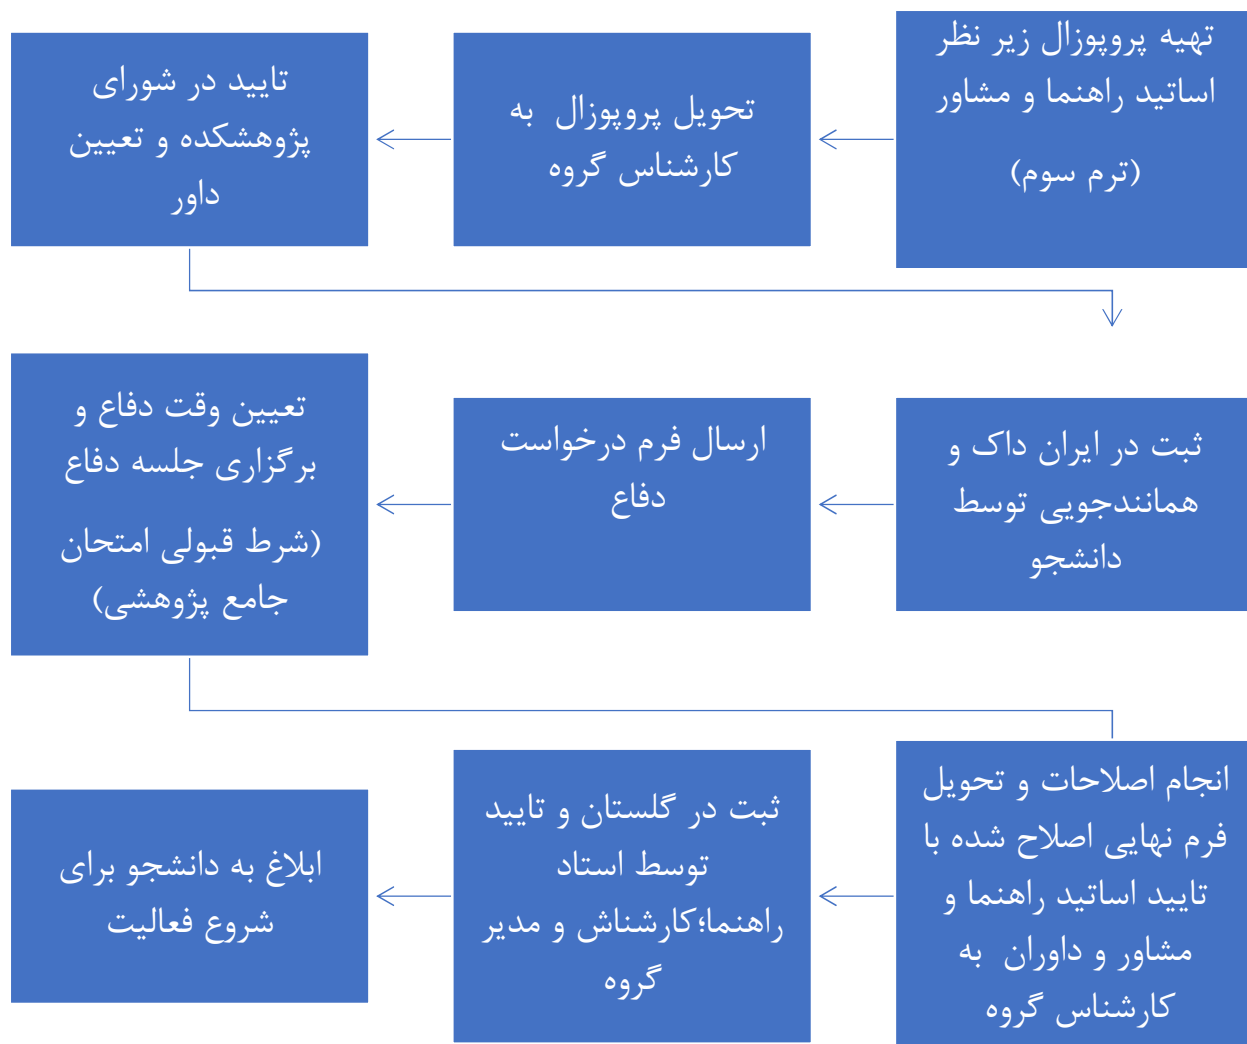 تهیه پروپوزال زیر نظر
اساتید راهنما و مشاور
(ترم سوم)
تحویل پروپوزال به
کارشناس گروه
تایید در شورای
پژوهشکده و تعیین
داور
ثبت در ایران داک و
همانندجویی توسط
دانشجو
ارسال فرم درخواست
دفاع
تعیین وقت دفاع و
برگزاری جلسه دفاع
(شرط قبولی امتحان
جامع پژوهشی)
انجام اصلاحات و تحویل
فرم نهایی اصلاح شده با
تایید اساتید راهنما و
مشاور و داوران به
کارشناس گروه
ثبت در گلستان و تایید
توسط استاد
راهنما؛کارشناش و مدیر
گروه
ابلاغ به دانشجو برای
شروع فعالیت